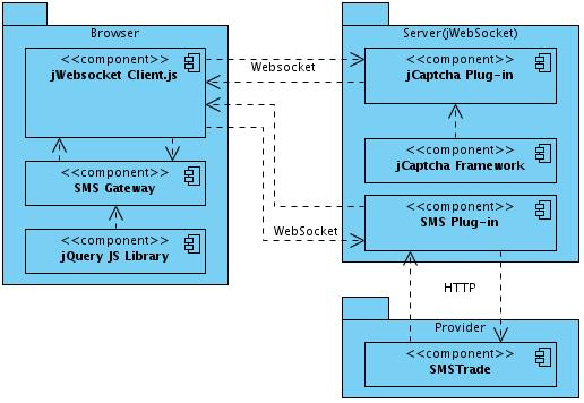 Browser
<<component>>
jWebsocket Client.js
<<component>>
SMS Gateway
<<component>>
jQuery JS Library
Websocket
WebSocket
Server(jWebSocket)
<<component>>
jCaptcha Plug-in
<<component>>
jCaptcha Framework
<<component>>
SMS Plug-in
HTTP
Provider
<<component>>
SMSTrade